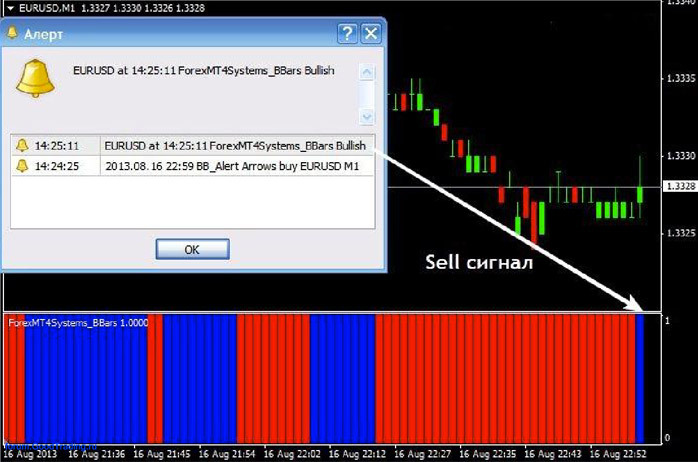 EURUSD,M1 1.3327 1.3330 1.3326 1.3328
Алерт
EURUSD at 14:25:11 ForexMT4Systems_BBars Bullish
14:25:11 EURUSD at 14:25:11 ForexMT4Systems_BBars Bullish
14:24:25 2013.08.16 22:59 BB_Alert Arrows buy EURUSD M1
OK
1.3340
1.3335
1.3330
1.3328
1.3325
Sell сигнал
ForexMT4Systems_BBars 1.0000
1
0
16 Aug 2013 16 Aug 21:36 16 Aug 21:45 16 Aug 21:54 16 Aug 22:02 16 Aug 22:12 16 Aug 22:27 16 Aug 22:35 16 Aug 22:43 16 Aug 22:52